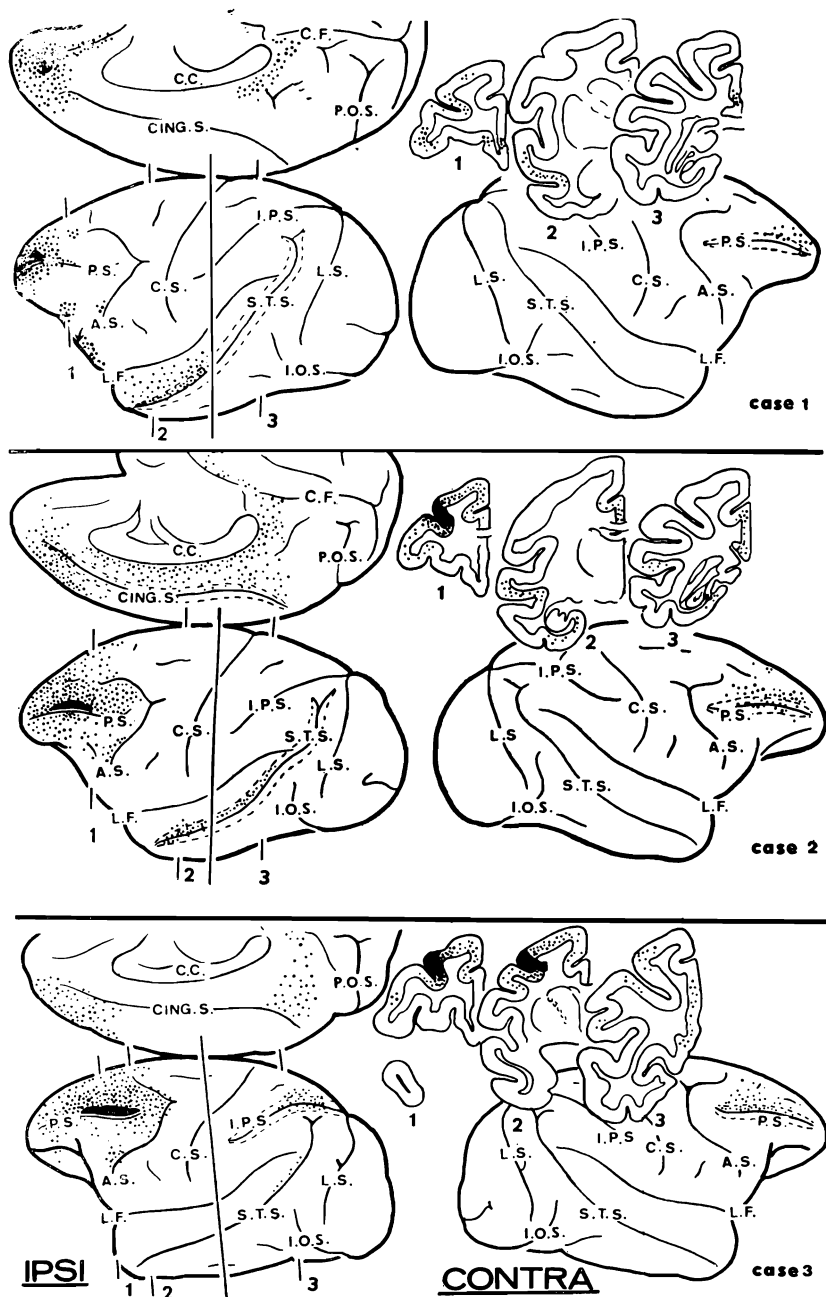 C.F.
C.C.
P.O.S.
CING.S.
1
2
3
I.P.S.
P.S.
C.S.
L.S.
S.T.S.
A.S.
1
L.F.
I.O.S.
2
3
I.P.S.
P.S.
L.S.
C.S.
S.T.S.
A.S.
I.O.S.
L.F.
case 1
C.F.
C.C.
P.O.S.
CING.S.
1
2
3
P.S.
I.P.S.
C.S.
S.T.S.
A.S.
L.S.
L.F.
I.O.S.
1
2
3
I.P.S.
C.S.
P.S.
L.S
A.S.
S.T.S.
I.O.S.
L.F.
case 2
C.C.
P.O.S.
CING.S.
1
2
3
P.S.
I.P.S.
C.S.
A.S.
L.S.
L.F.
S.T.S.
I.O.S.
1
2
3
P.S.
I.P.S
C.S.
L.S.
A.S.
S.T.S.
L.F.
I.O.S.
case 3
IPSI
CONTRA